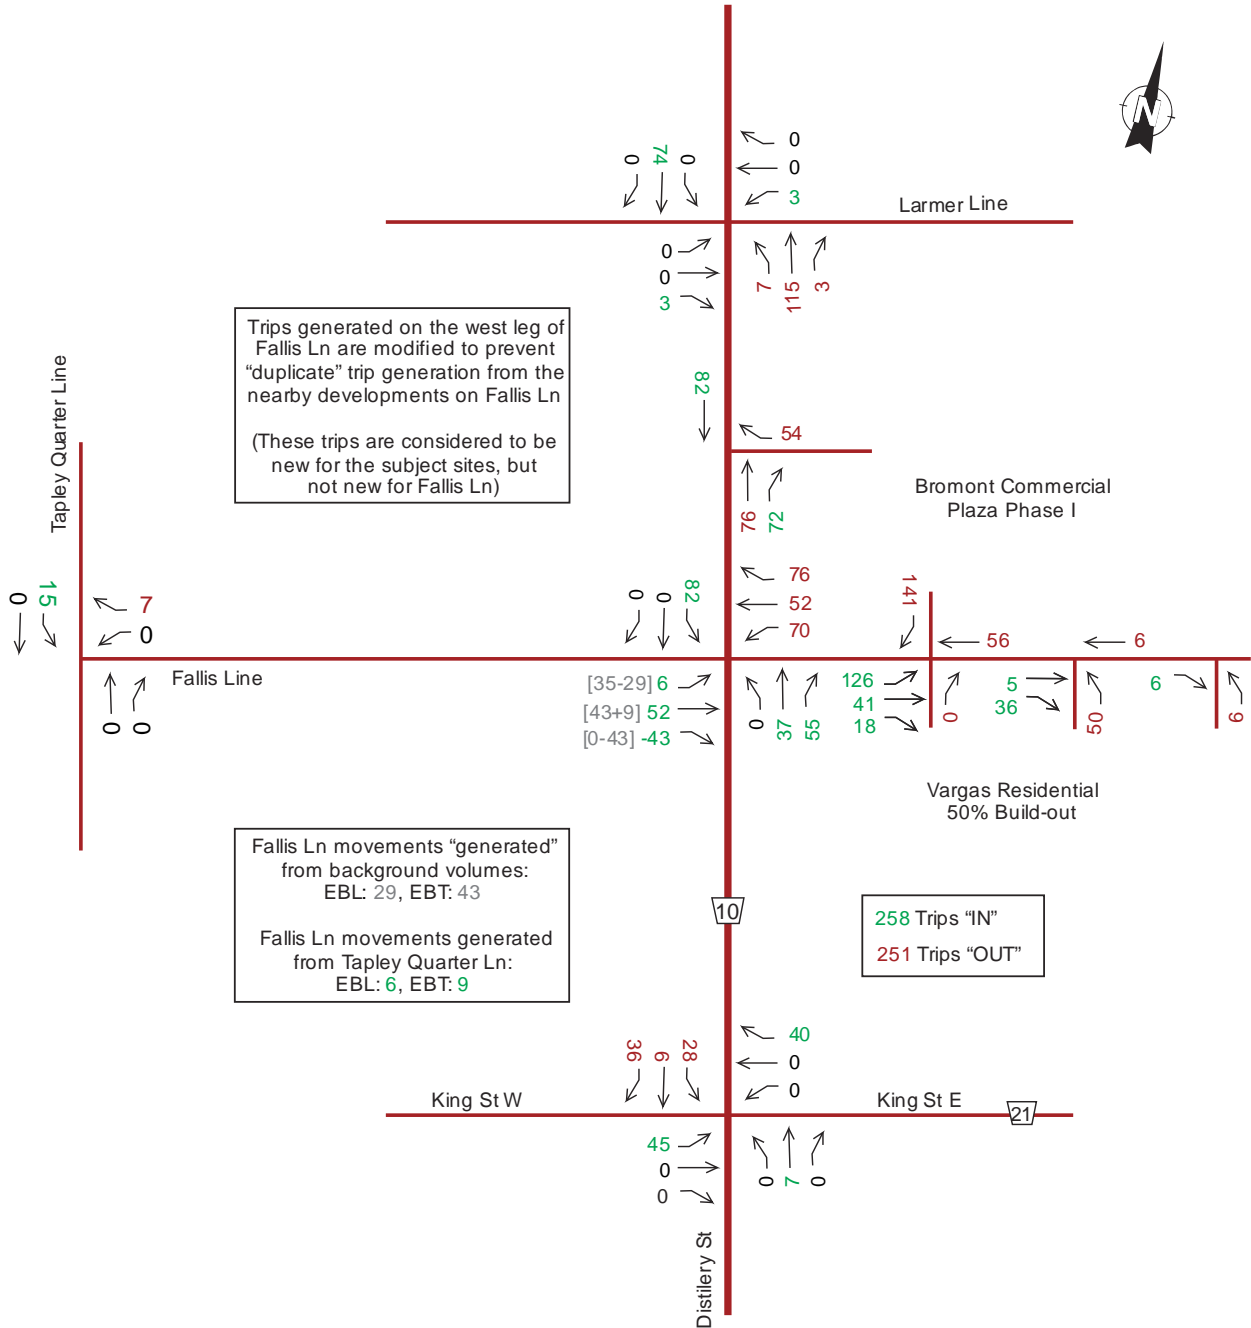 N
0
74
0
0
0
3
Larmer Line
0
0
3
7
115
3
Trips generated on the west leg of
Fallis Ln are modified to prevent
“duplicate” trip generation from the
nearby developments on Fallis Ln
(These trips are considered to be
new for the subject sites, but
not new for Fallis Ln)
82
54
76
72
Bromont Commercial
Plaza Phase I
Tapley Quarter Line
0
15
7
0
0
0
Fallis Line
0
0
82
76
52
70
[35-29] 6
[43+9] 52
[0-43] -43
0
37
55
141
56
6
126
41
18
0
5
36
50
6
9
Vargas Residential
50% Build-out
Fallis Ln movements “generated”
from background volumes:
EBL: 29, EBT: 43
Fallis Ln movements generated
from Tapley Quarter Ln:
EBL: 6, EBT: 9
10
258 Trips “IN”
251 Trips “OUT”
36
6
28
40
0
0
King St W
King St E
21
45
0
0
0
7
0
Distillery St